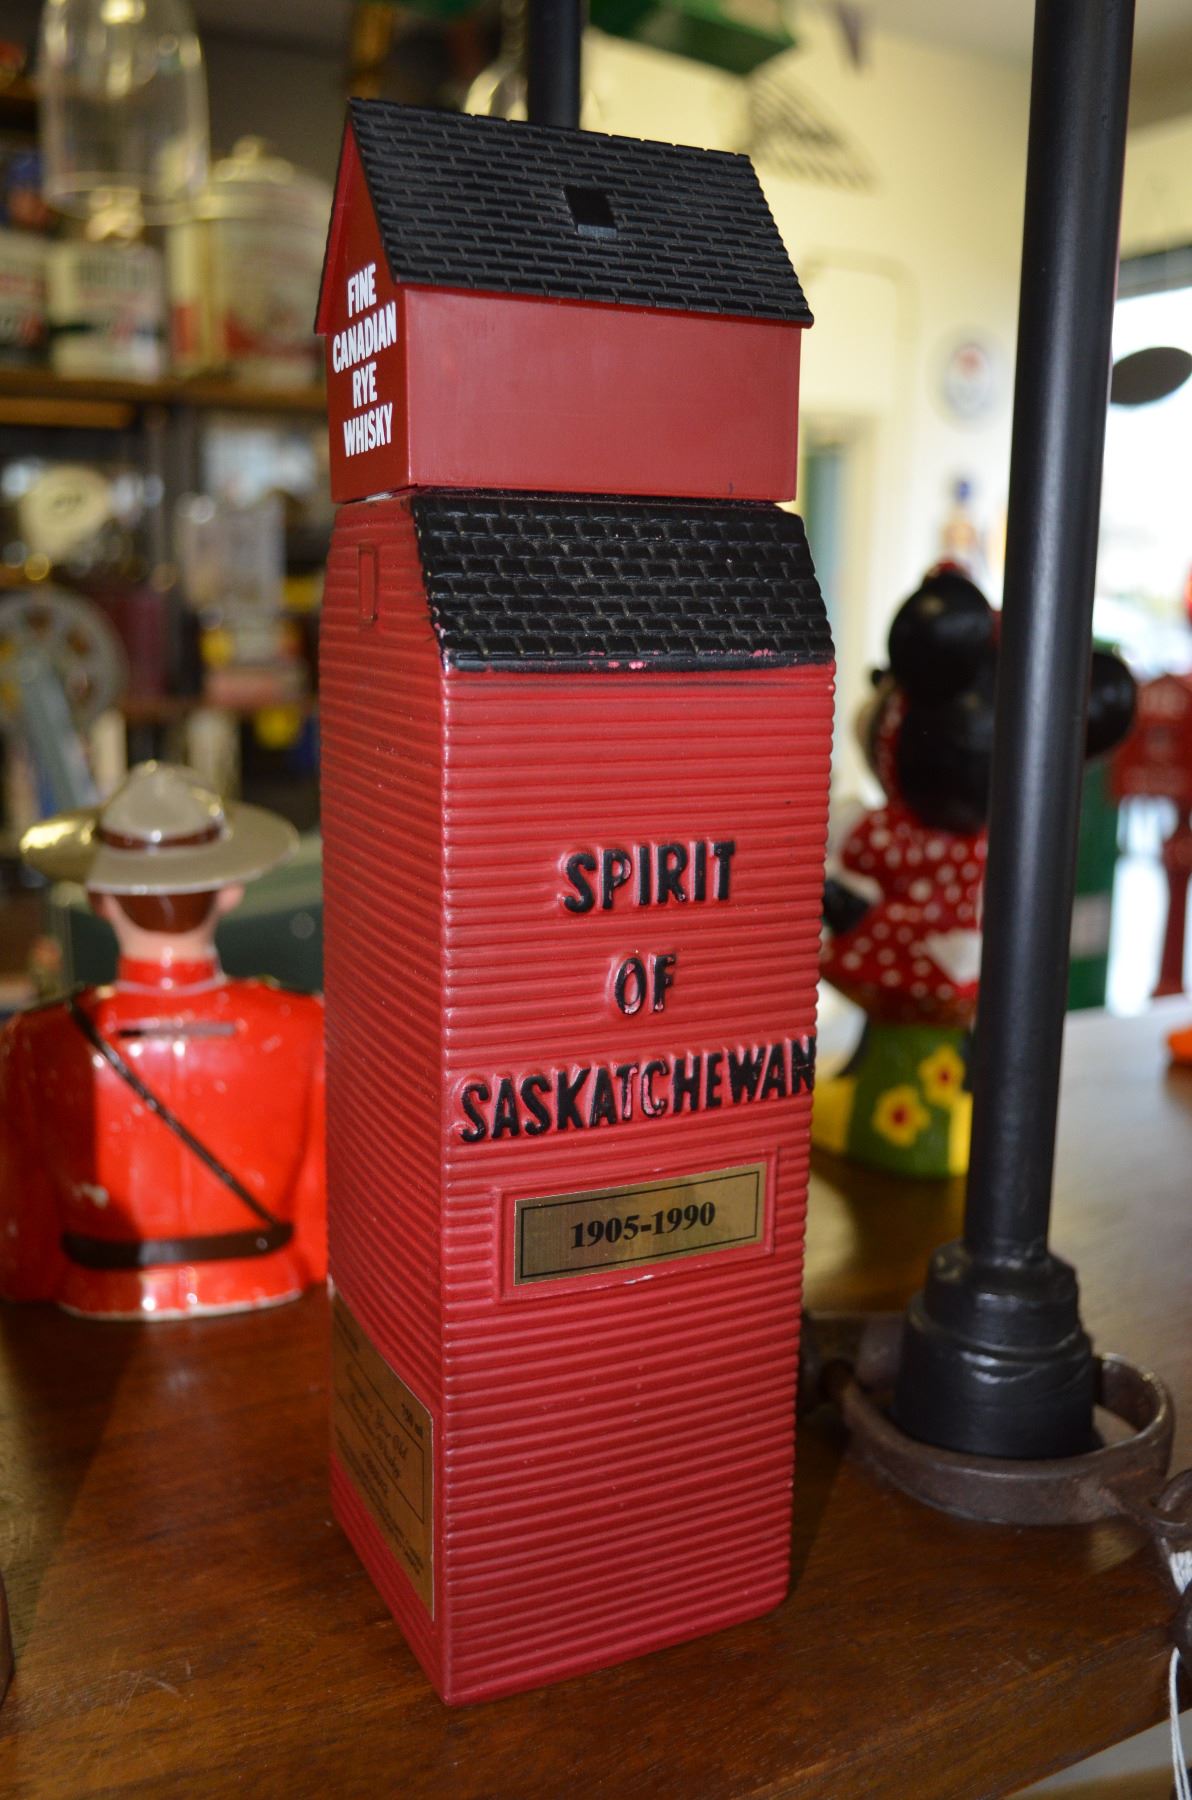 FINE
CANADIAN
RYE
WHISKY
SPIRIT
OF
SASKATCHEWAN
1905-1990